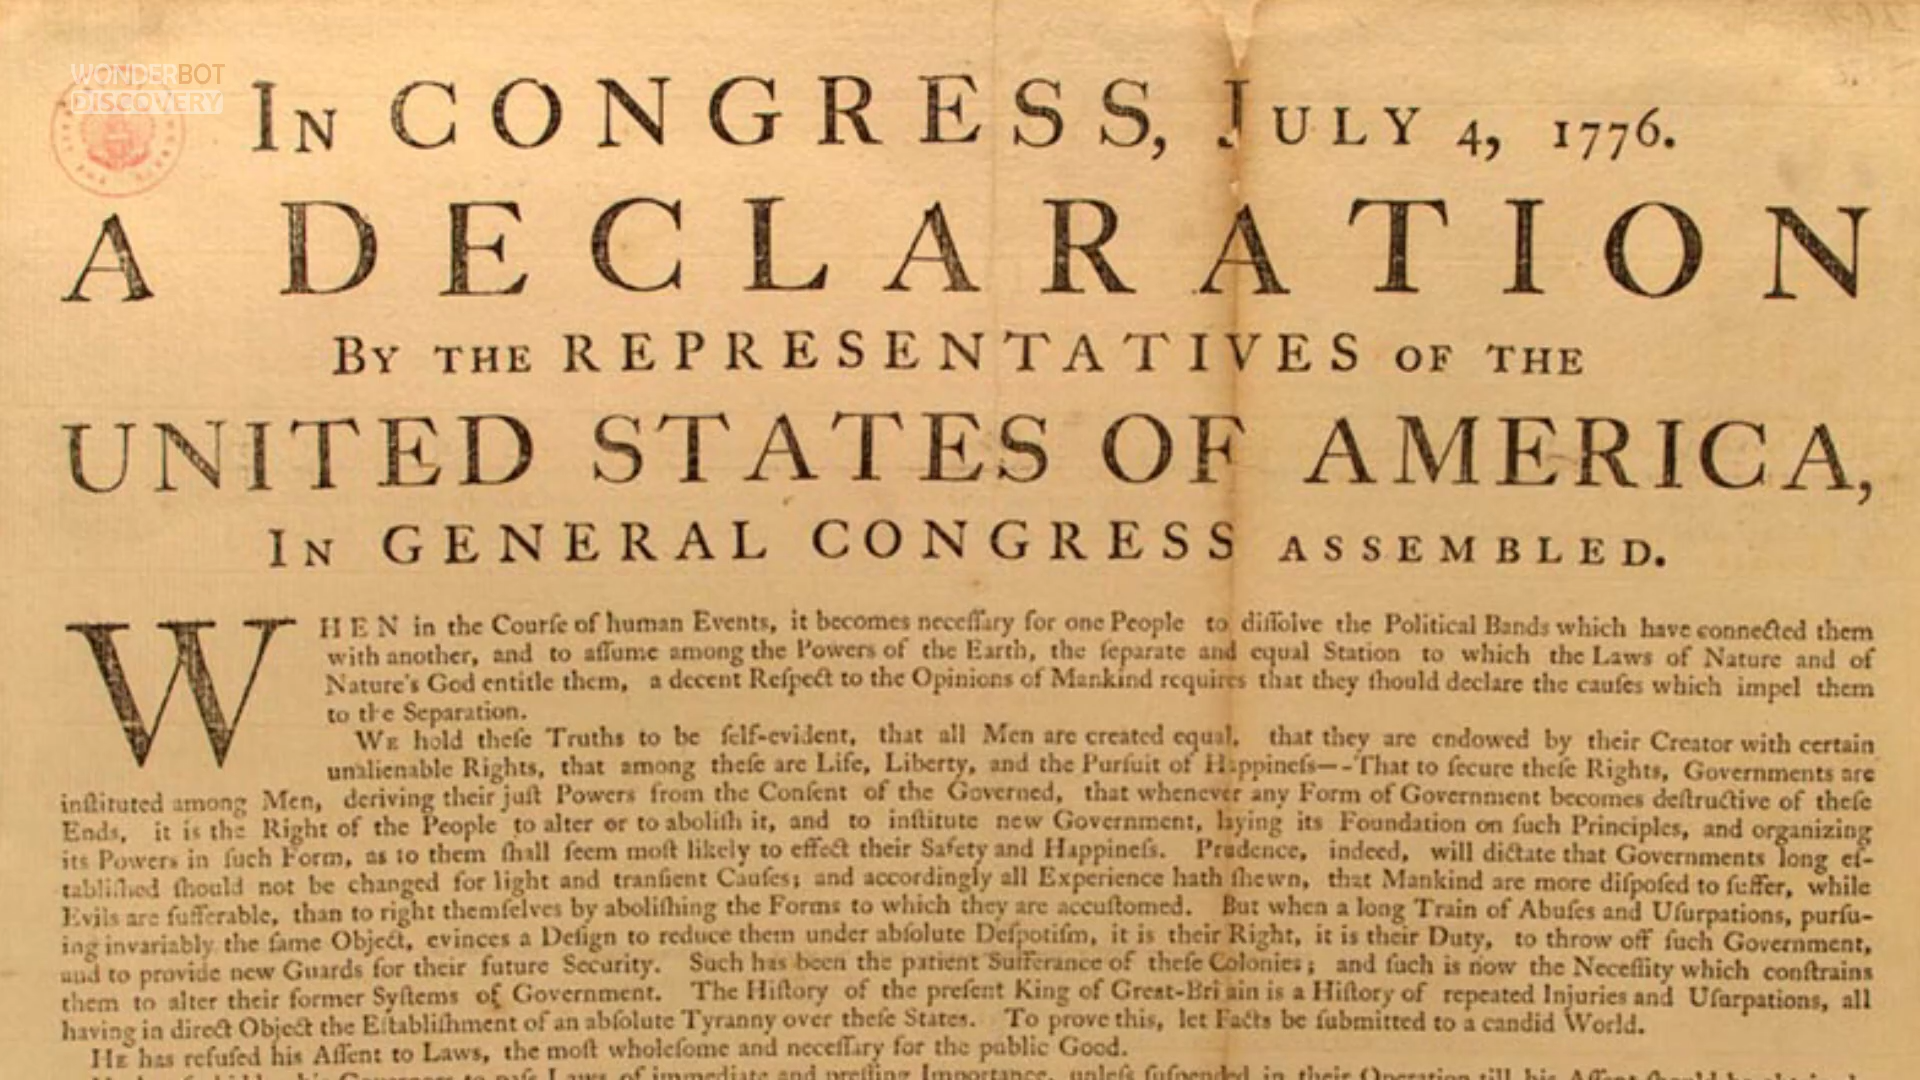 WONDERBOT
DISCOVERY
IN CONGRESS, JULY 4, 1776.
A DECLARATION
BY THE REPRESENTATIVES OF THE
UNITED STATES OF AMERICA,
IN GENERAL CONGRESS ASSEMBLED.
WHEN in the Courſe of human Events, it becomes neceſſary for one People to diſſolve the Political Bands which have connected them
with another, and to aſſume among the Powers of the Earth, the ſeparate and equal Station to which the Laws of Nature and of
Nature's God entitle them, a decent Reſpect to the Opinions of Mankind requires that they ſhould declare the cauſes which impel them
to the Separation.
WE hold theſe Truths to be ſelf-evident, that all Men are created equal, that they are endowed by their Creator with certain
unalienable Rights, that among theſe are Life, Liberty, and the Purſuit of Happineſs--That to ſecure theſe Rights, Governments are
inſtituted among Men, deriving their juſt Powers from the Conſent of the Governed, that whenever any Form of Government becomes deſtructive of theſe
Ends, it is the Right of the People to alter or to aboliſh it, and to inſtitute new Government, laying its Foundation on ſuch Principles, and organizing
its Powers in ſuch Form, as to them ſhall ſeem moſt likely to effect their Safety and Happineſs. Prudence, indeed, will dictate that Governments long eſ-
tabliſhed ſhould not be changed for light and tranſient Cauſes; and accordingly all Experience hath ſhewn, that Mankind are more diſpoſed to ſuffer, while
Evils are ſufferable, than to right themſelves by aboliſhing the Forms to which they are accuſtomed. But when a long Train of Abuſes and Uſurpations, purſu-
ing invariably the ſame Object, evinces a Deſign to reduce them under abſolute Deſpotiſm, it is their Right, it is their Duty, to throw off ſuch Government,
and to provide new Guards for their future Security. Such has been the patient Sufferance of theſe Colonies; and ſuch is now the Neceſſity which conſtrains
them to alter their former Syſtems of Government. The Hiſtory of the preſent King of Great-Britain is a Hiſtory of repeated Injuries and Uſurpations, all
having in direct Object the Eſtabliſhment of an abſolute Tyranny over theſe States. To prove this, let Facts be ſubmitted to a candid World.
HE has refuſed his Aſſent to Laws, the moſt wholeſome and neceſſary for the public Good.
Laws of immediate and preſſing Importance, unleſs ſuſpended in their Operation till his Aſſent ſhould be